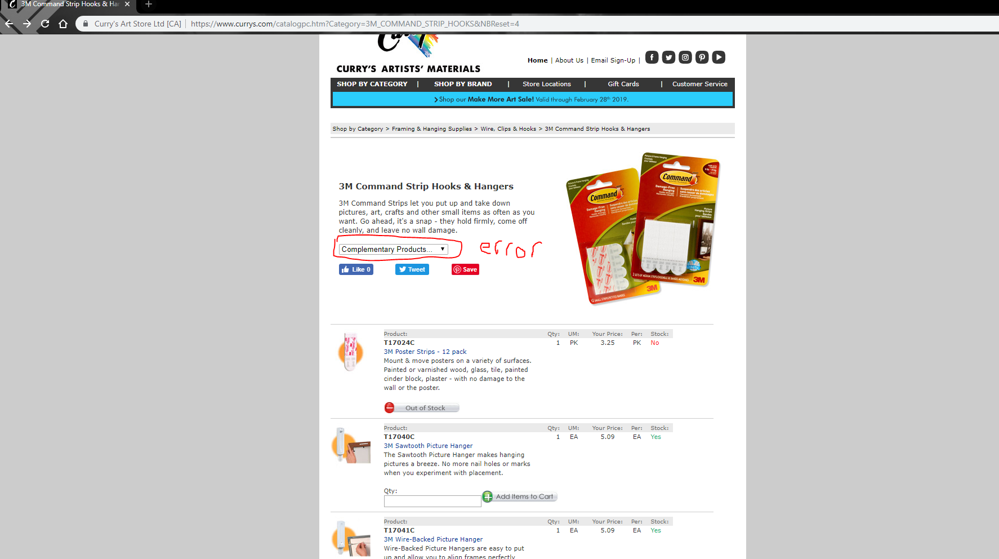 3M Command Strip Hooks & Har
Curry's Art Store Ltd [CA] https://www.currys.com/catalogpc.htm?Category=3M_COMMAND_STRIP_HOOKS&NBReset=4
CURRY'S ARTISTS' MATERIALS
Home | About Us | Email Sign-Up |
SHOP BY CATEGORY | SHOP BY BRAND | Store Locations | Gift Cards | Customer Service
Shop our Make More Art Sale! Valid through February 28th 2019.
Shop by Category > Framing & Hanging Supplies > Wire, Clips & Hooks > 3M Command Strip Hooks & Hangers
3M Command Strip Hooks & Hangers
3M Command Strips let you put up and take down
pictures, art, crafts and other small items as often as you
want. Go ahead, it's a snap - they hold firmly, come off
cleanly, and leave no wall damage.
Complementary Products...
error
Like 0 Tweet Save
Command
Damage-Free
Hanging
3M
Command
Damage-Free
Hanging
3M
Product: Qty: UM: Your Price: Per: Stock:
T17024C 1 PK 3.25 PK No
3M Poster Strips - 12 pack
Mount & move posters on a variety of surfaces.
Painted or varnished wood, glass, tile, painted
cinder block, plaster - with no damage to the
wall or the poster.
Out of Stock
Product: Qty: UM: Your Price: Per: Stock:
T17040C 1 EA 5.09 EA Yes
3M Sawtooth Picture Hanger
The Sawtooth Picture Hanger makes hanging
pictures a breeze. No more nail holes or marks
when you experiment with placement.
Qty:
Add Items to Cart
Product: Qty: UM: Your Price: Per: Stock:
T17041C 1 EA 5.09 EA Yes
3M Wire-Backed Picture Hanger
Wire-Backed Picture Hangers are easy to put
up and allow you to align frames perfectly